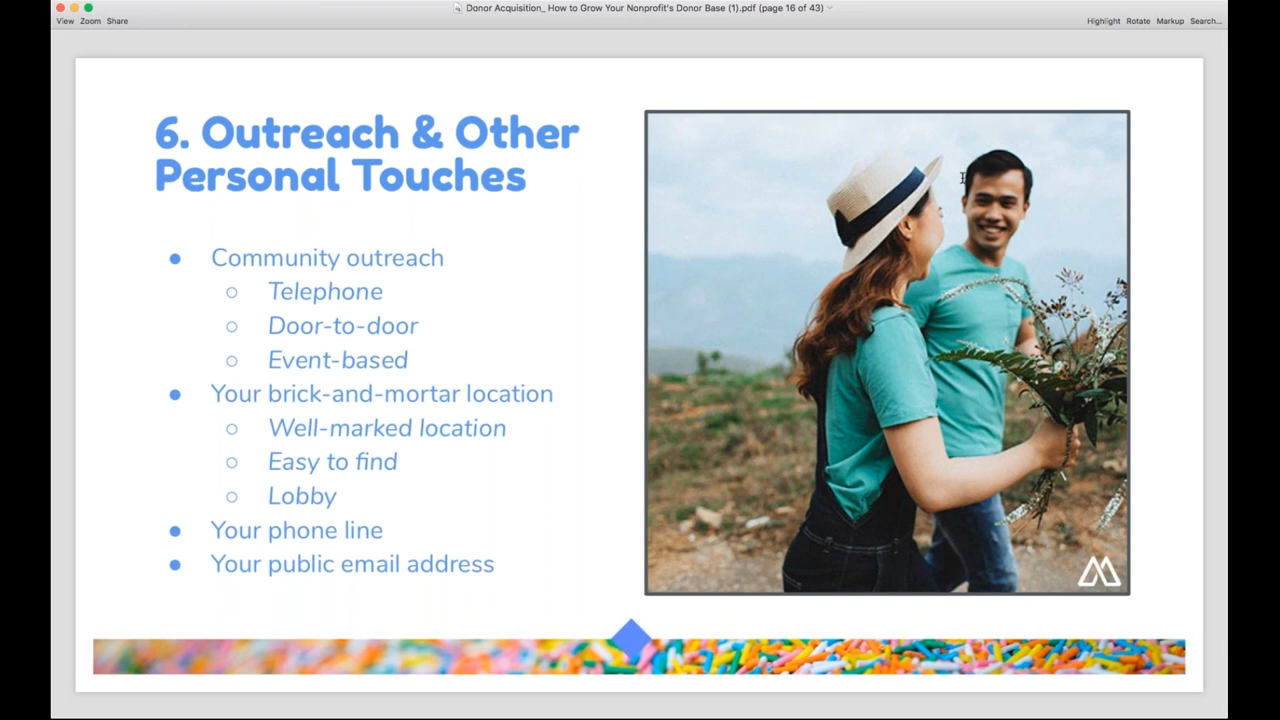 Donor Acquisition_ How to Grow Your Nonprofit's Donor Base (1).pdf (page 16 of 43)
View Zoom Share
Highlight Rotate Markup Search...
6. Outreach & Other
Personal Touches
● Community outreach
○ Telephone
○ Door-to-door
○ Event-based
● Your brick-and-mortar location
○ Well-marked location
○ Easy to find
○ Lobby
● Your phone line
● Your public email address